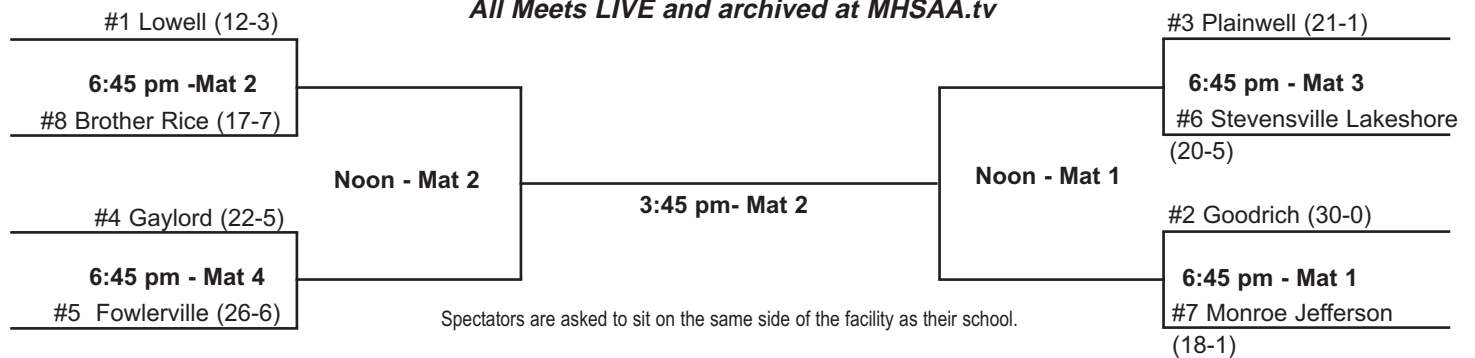 All Meets LIVE and archived at MHSAA.tv
#1 Lowell (12-3)
6:45 pm -Mat 2
#8 Brother Rice (17-7)
Noon - Mat 2
#4 Gaylord (22-5)
6:45 pm - Mat 4
#5 Fowlerville (26-6)
3:45 pm- Mat 2
#3 Plainwell (21-1)
6:45 pm - Mat 3
#6 Stevensville Lakeshore
(20-5)
Noon - Mat 1
#2 Goodrich (30-0)
6:45 pm - Mat 1
#7 Monroe Jefferson
(18-1)
Spectators are asked to sit on the same side of the facility as their school.